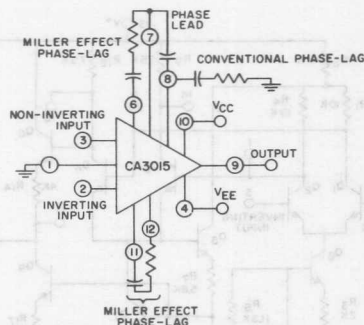 PHASE
LEAD
MILLER EFFECT
PHASE-LAG
7
CONVENTIONAL PHASE-LAG
8
6
VCC
10
NON-INVERTING
INPUT
3
1
CA3015
9
OUTPUT
2
INVERTING
INPUT
4
VEE
12
11
MILLER EFFECT
PHASE-LAG